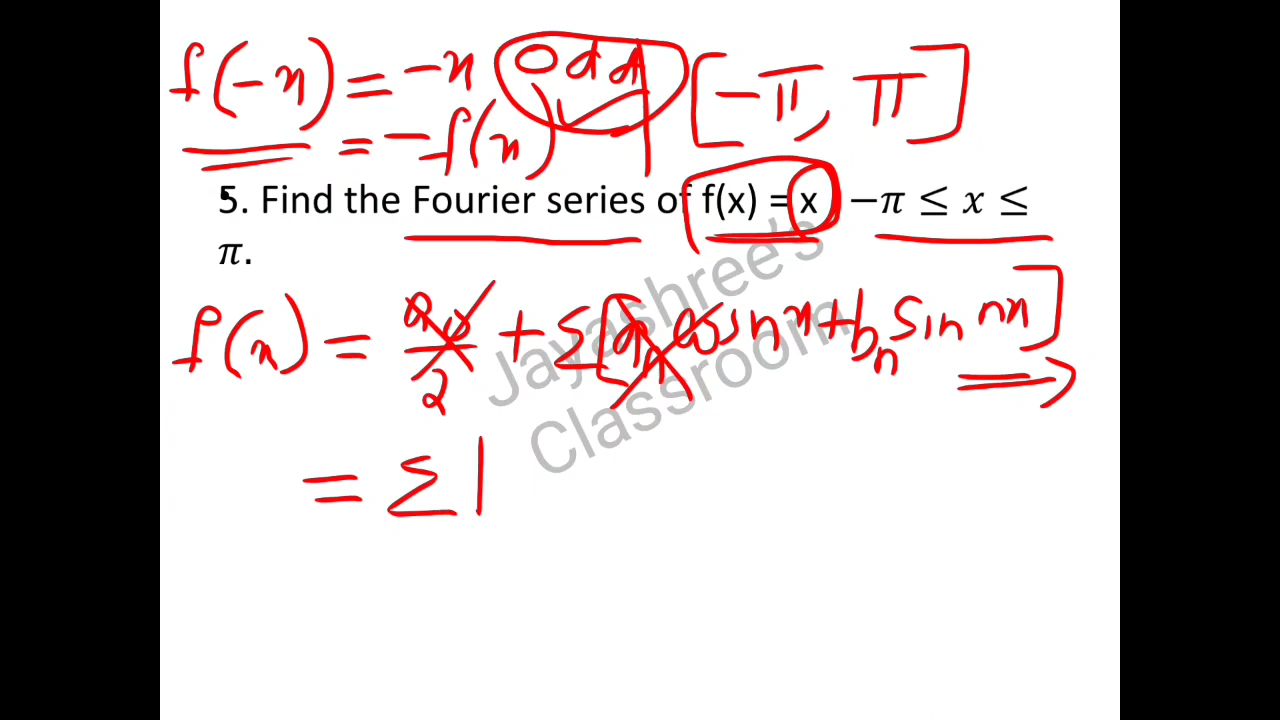 f(-x) = -x odd [-π, π]
= -f(x)
5. Find the Fourier series of f(x) = x −π ≤ x ≤
π.
f(x) = a0/2 + Σ[an cos nx + bn sin nx]
= Σ
Jayashree's
Classroom